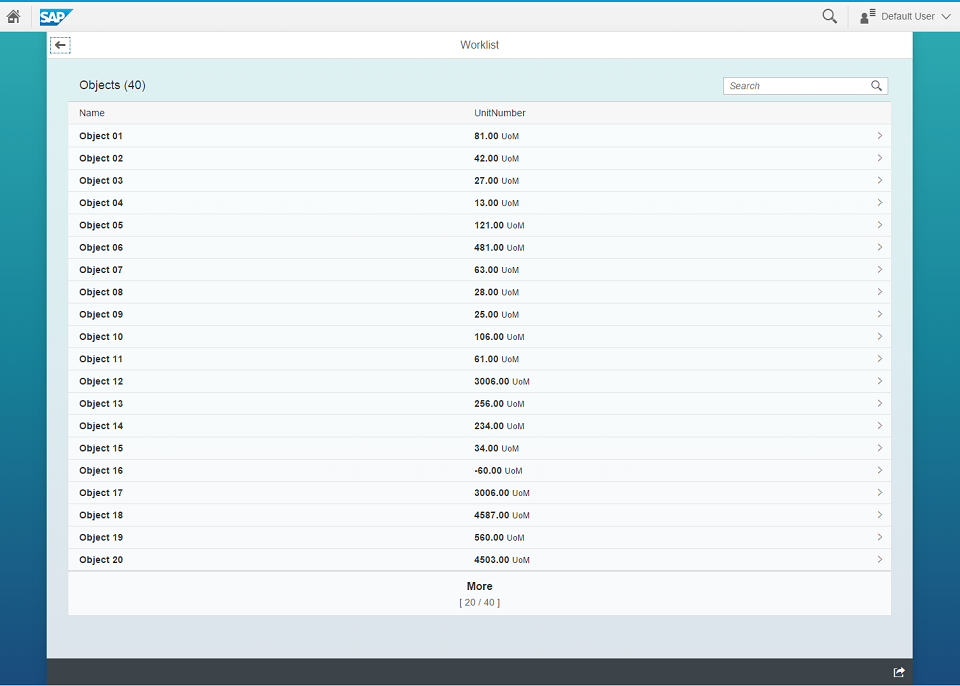 SAP Default User
Worklist
Objects (40) Search
Name UnitNumber
Object 01 81.00 UoM
Object 02 42.00 UoM
Object 03 27.00 UoM
Object 04 13.00 UoM
Object 05 121.00 UoM
Object 06 481.00 UoM
Object 07 63.00 UoM
Object 08 28.00 UoM
Object 09 25.00 UoM
Object 10 106.00 UoM
Object 11 61.00 UoM
Object 12 3006.00 UoM
Object 13 256.00 UoM
Object 14 234.00 UoM
Object 15 34.00 UoM
Object 16 -60.00 UoM
Object 17 3006.00 UoM
Object 18 4587.00 UoM
Object 19 560.00 UoM
Object 20 4503.00 UoM
More
[ 20 / 40 ]